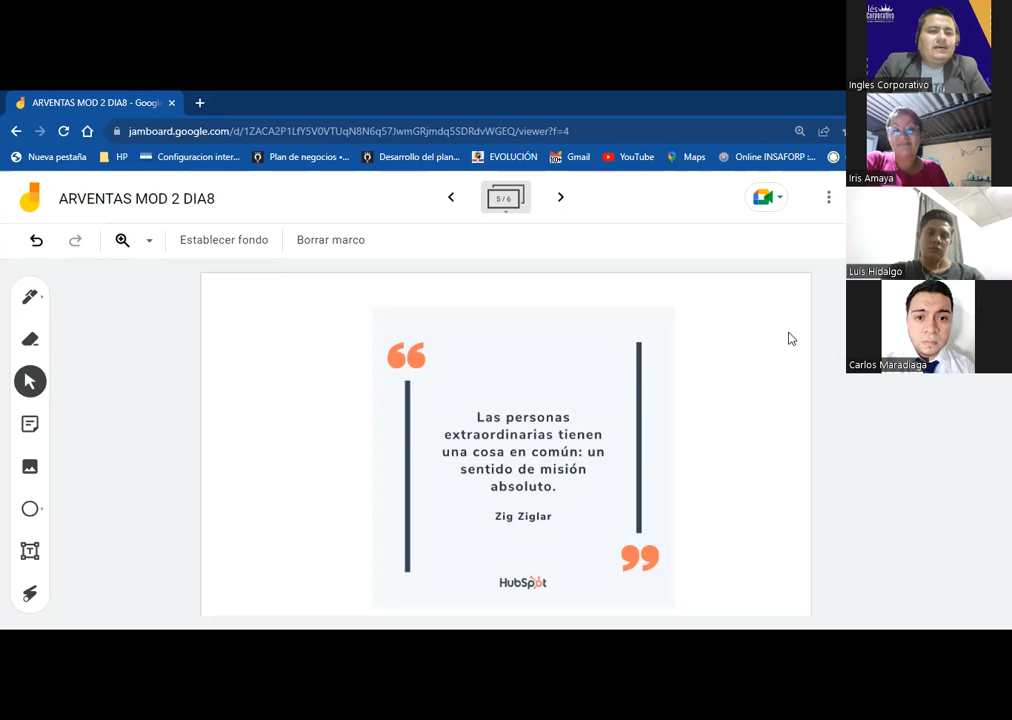 ARVENTAS MOD 2 DIA8 - Goog
jamboard.google.com/d/1ZACA2P1LfY5V0VTUqN8N6q57JwmGRjmdq5SDRdvWGEQ/viewer?f=4
Nueva pestaña
HP
Configuracion inter...
Plan de negocios •...
Desarrollo del plan...
EVOLUCIÓN
Gmail
YouTube
Maps
Online INSAFORP :...
ARVENTAS MOD 2 DIA8
5 / 6
Establecer fondo
Borrar marco
“
Las personas
extraordinarias tienen
una cosa en común: un
sentido de misión
absoluto.
Zig Ziglar
”
HubSpot
lés
corporativo
Ingles Corporativo
Iris Amaya
Luis Hidalgo
Carlos Maradiaga